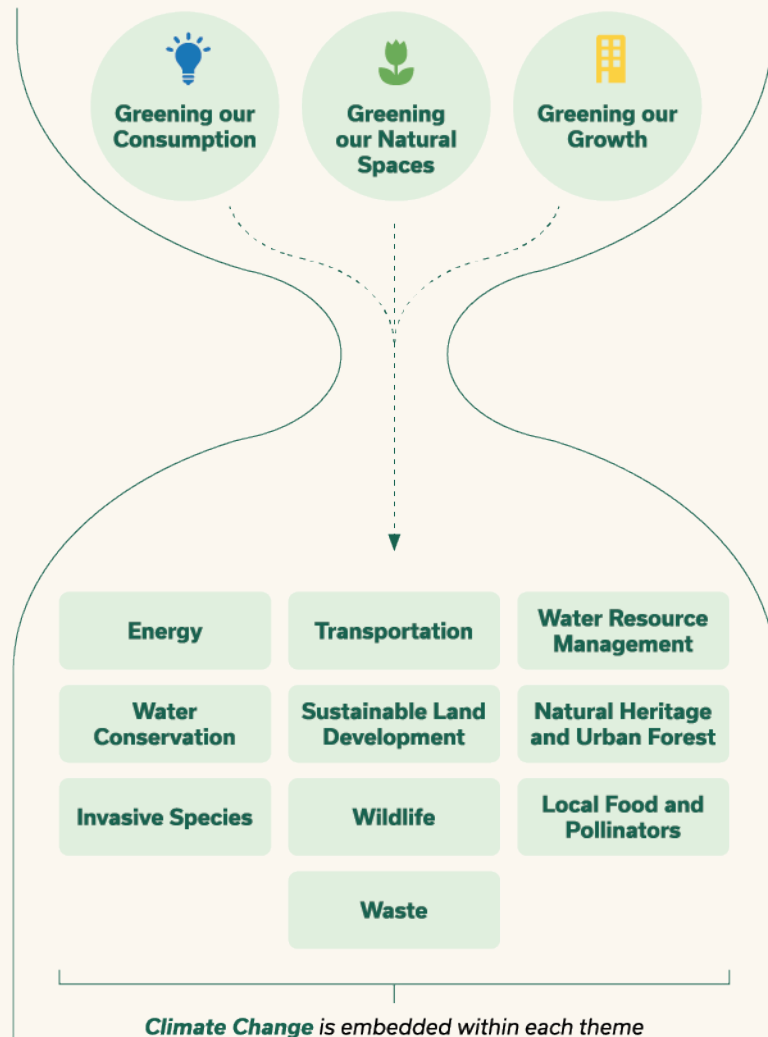 Greening our
Consumption
Greening
our Natural
Spaces
Greening our
Growth
Energy
Transportation
Water Resource
Management
Water
Conservation
Sustainable Land
Development
Natural Heritage
and Urban Forest
Invasive Species
Wildlife
Local Food and
Pollinators
Waste
Climate Change is embedded within each theme